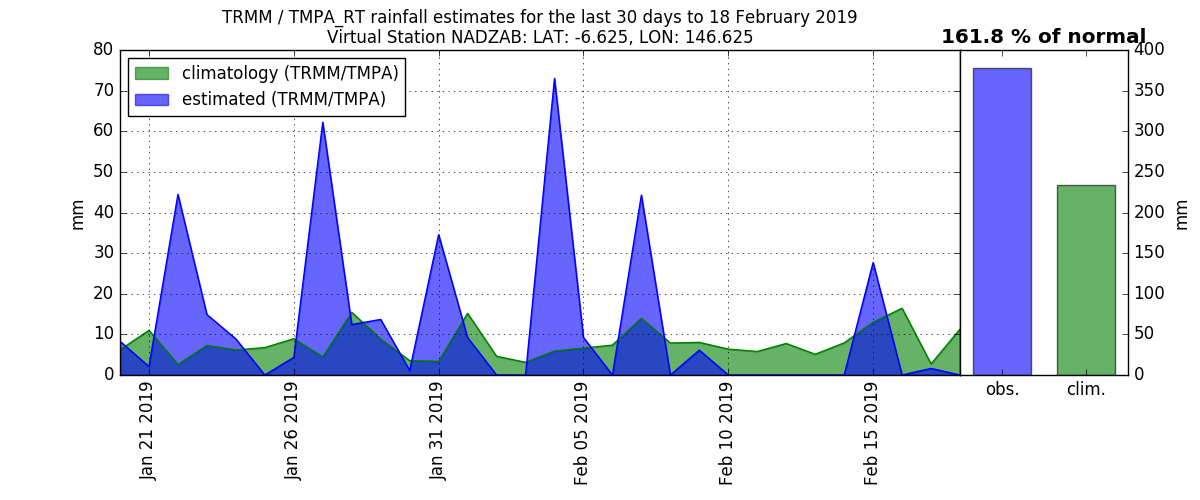 TRMM / TMPA_RT rainfall estimates for the last 30 days to 18 February 2019
Virtual Station NADZAB: LAT: -6.625, LON: 146.625
161.8 % of normal
climatology (TRMM/TMPA)
estimated (TRMM/TMPA)
80
70
60
50
40
30
20
10
0
mm
Jan 21 2019
Jan 26 2019
Jan 31 2019
Feb 05 2019
Feb 10 2019
Feb 15 2019
obs.
clim.
400
350
300
250
200
150
100
50
0
mm